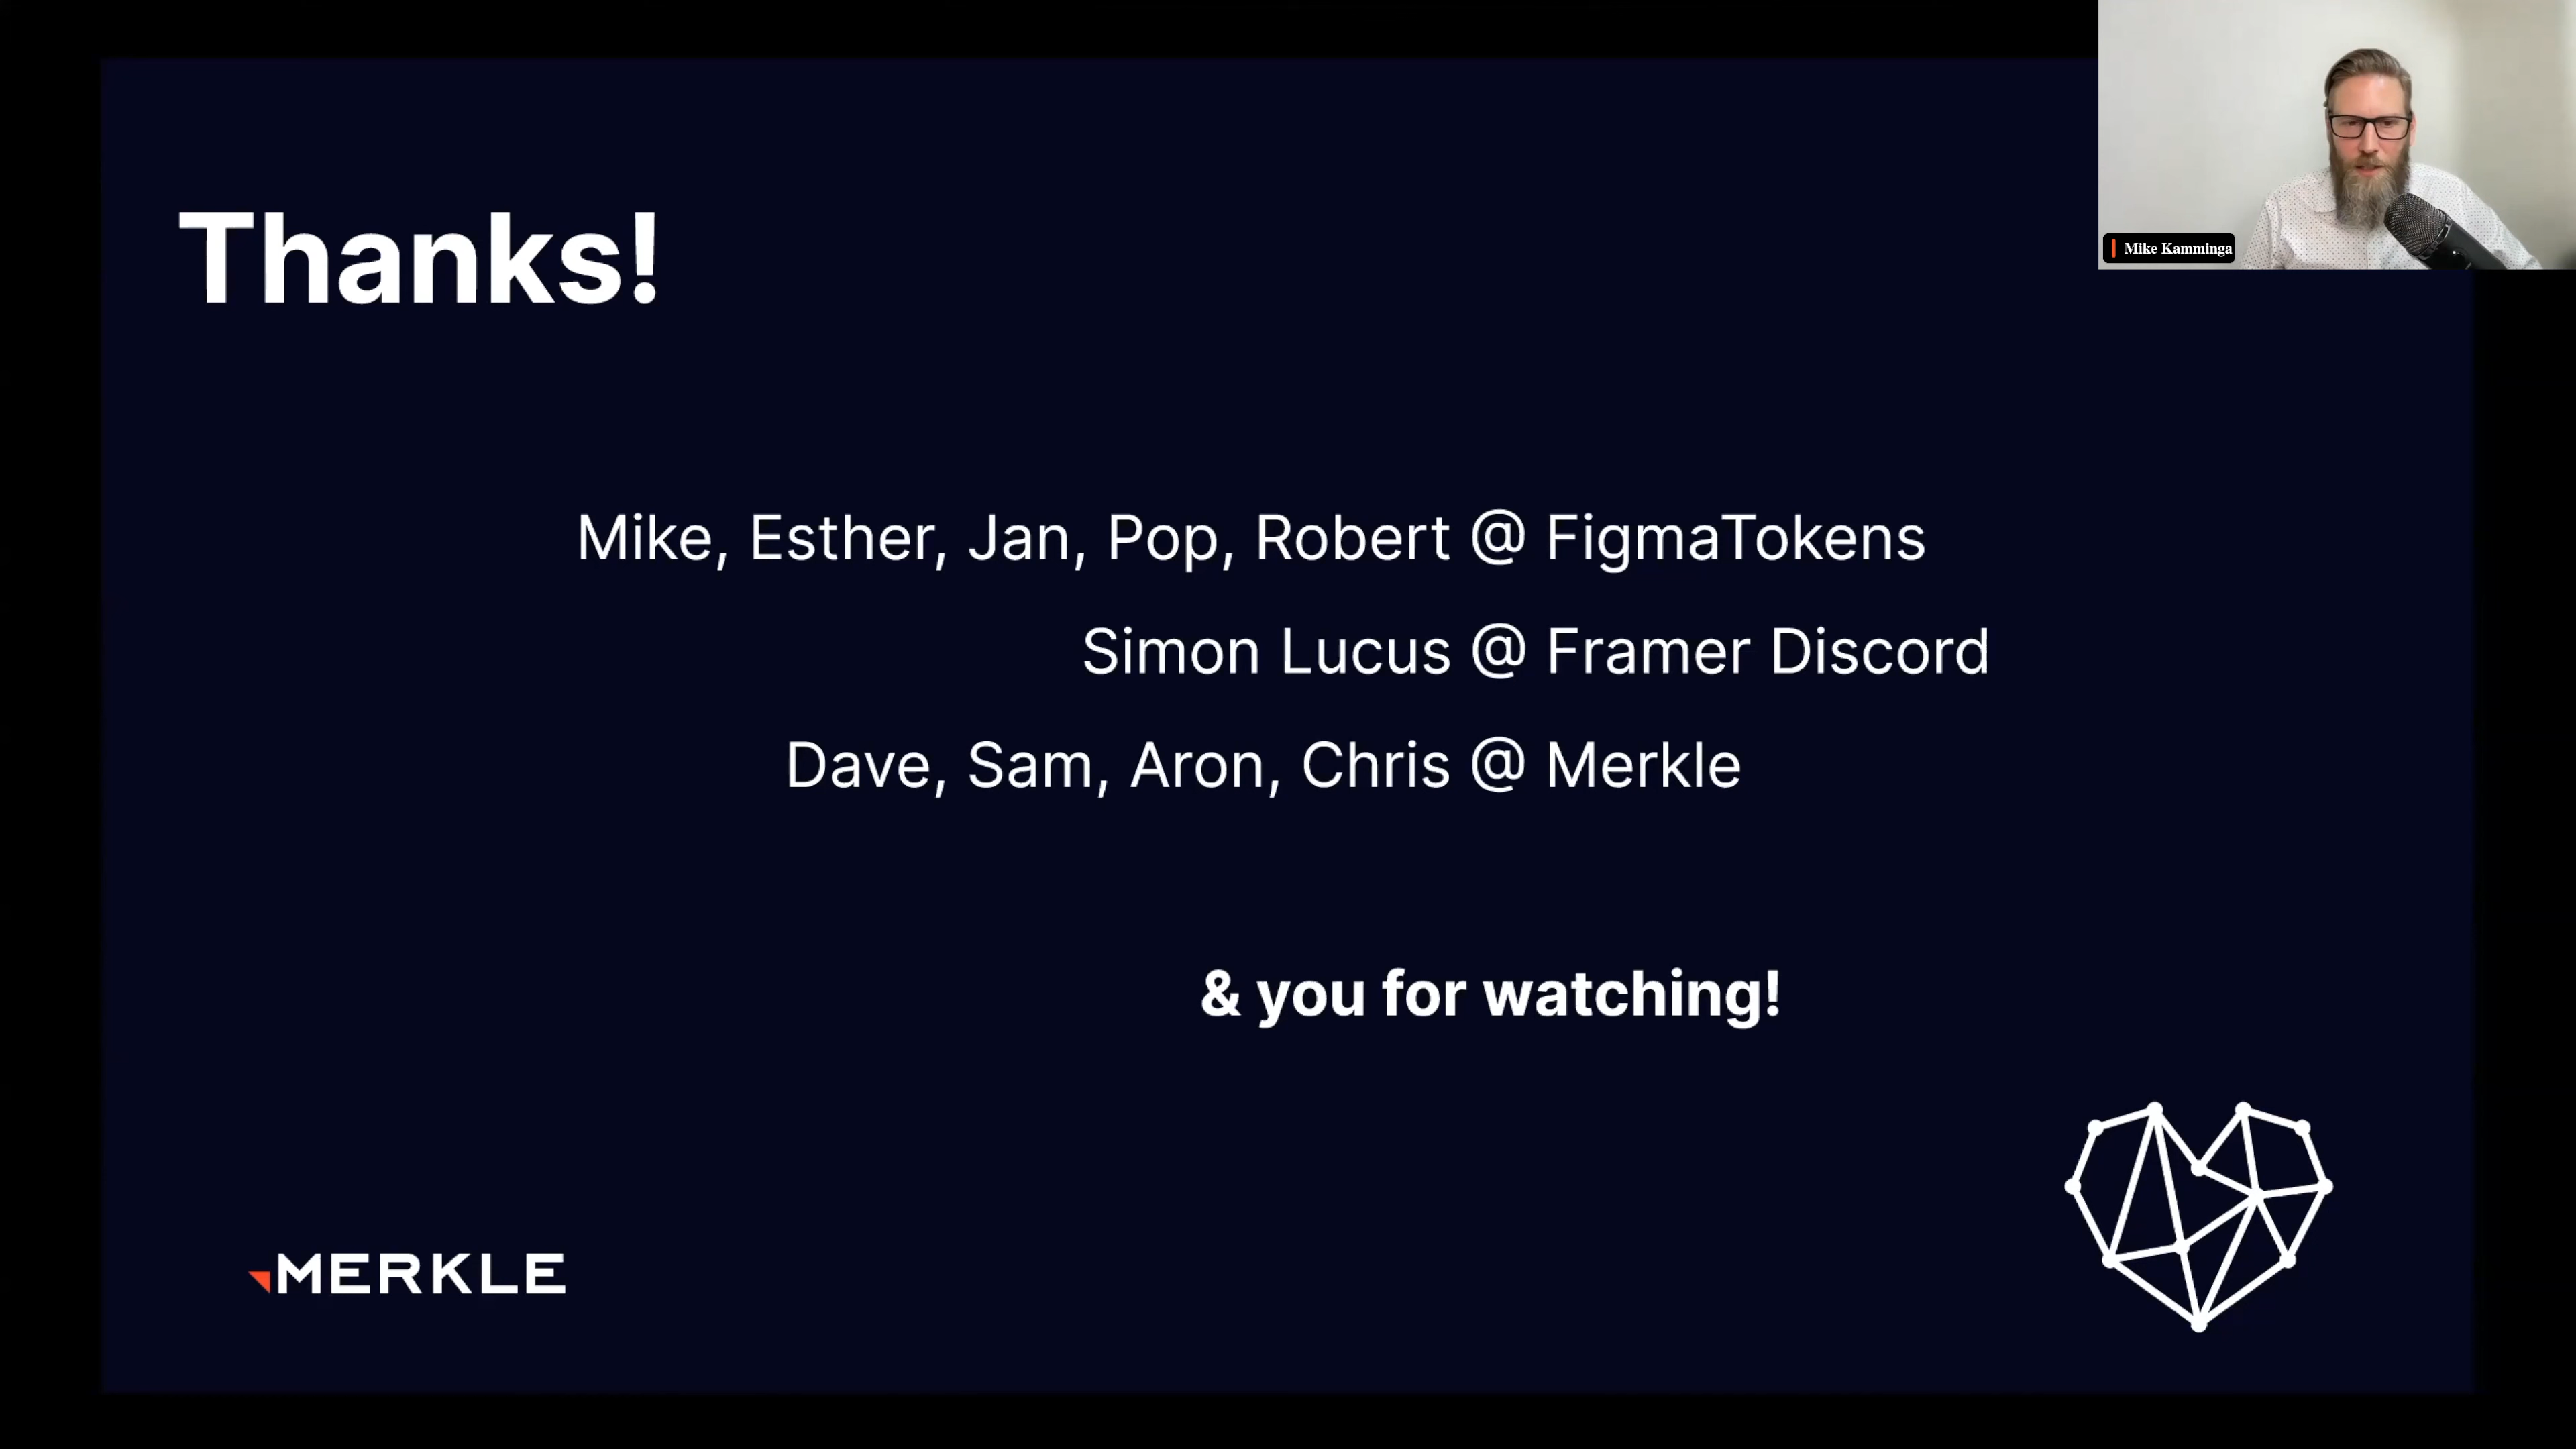 Thanks!
Mike Kamminga
Mike, Esther, Jan, Pop, Robert @ FigmaTokens
Simon Lucus @ Framer Discord
Dave, Sam, Aron, Chris @ Merkle
& you for watching!
MERKLE